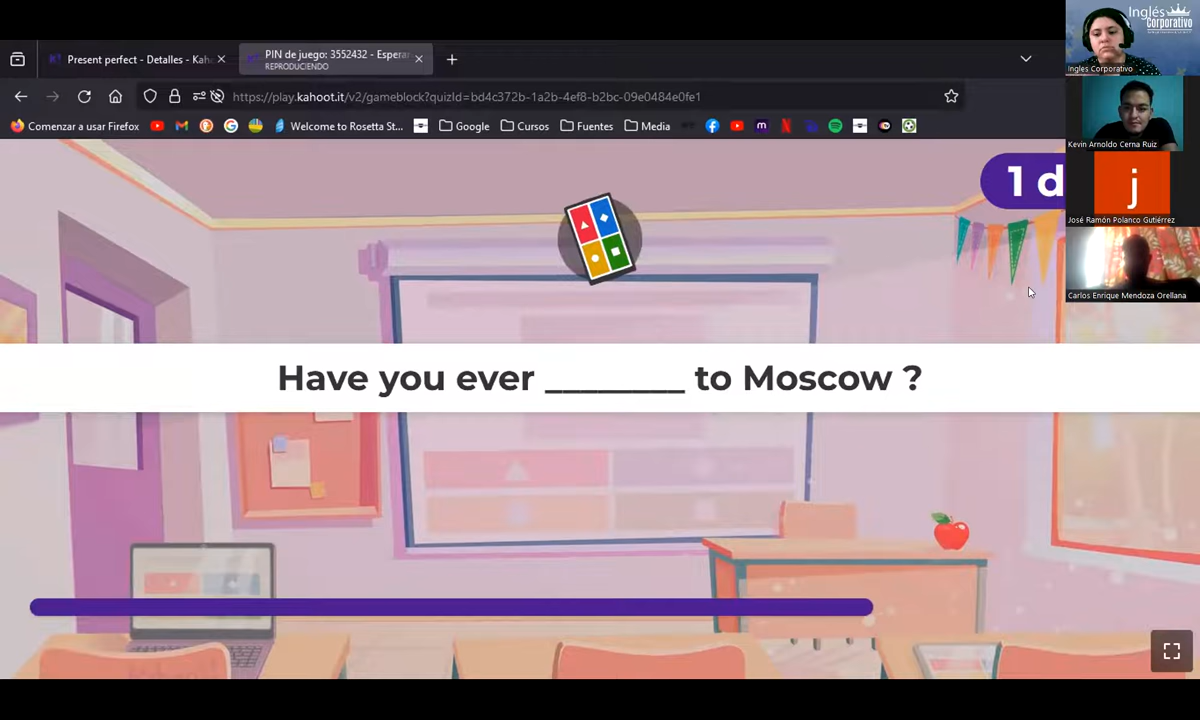 Inglés
Corporativo
Ingles Corporativo
Present perfect - Detalles - Kah
PIN de juego: 3552432 - Espera
REPRODUCIENDO
https://play.kahoot.it/v2/gameblock?quizId=bd4c372b-1a2b-4ef8-b2bc-09e0484e0fe1
Comenzar a usar Firefox
Welcome to Rosetta St...
Google
Cursos
Fuentes
Media
Kevin Arnoldo Cerna Ruiz
1 d
j
José Ramón Polanco Gutiérrez
Carlos Enrique Mendoza Orellana
Have you ever ________ to Moscow ?